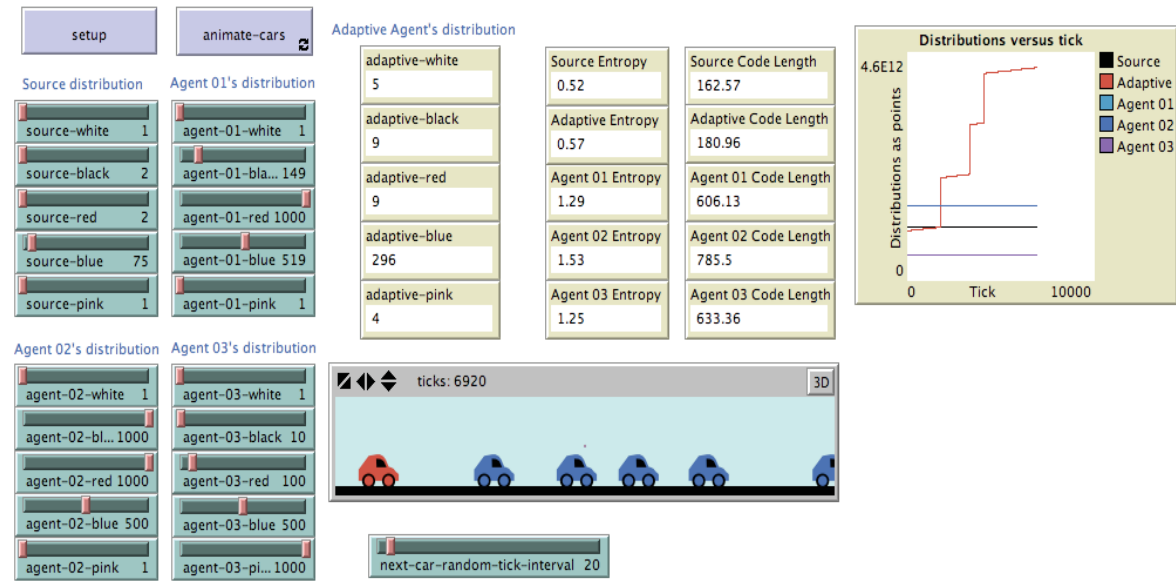 setup
animate-cars
Source distribution
source-white 1
source-black 2
source-red 2
source-blue 75
source-pink 1
Agent 01's distribution
agent-01-white 1
agent-01-bla... 149
agent-01-red 1000
agent-01-blue 519
agent-01-pink 1
Agent 02's distribution
agent-02-white 1
agent-02-bl... 1000
agent-02-red 1000
agent-02-blue 500
agent-02-pink 1
Agent 03's distribution
agent-03-white 1
agent-03-black 10
agent-03-red 100
agent-03-blue 500
agent-03-pi... 1000
Adaptive Agent's distribution
adaptive-white
5
adaptive-black
9
adaptive-red
9
adaptive-blue
296
adaptive-pink
4
Source Entropy
0.52
Adaptive Entropy
0.57
Agent 01 Entropy
1.29
Agent 02 Entropy
1.53
Agent 03 Entropy
1.25
Source Code Length
162.57
Adaptive Code Length
180.96
Agent 01 Code Length
606.13
Agent 02 Code Length
785.5
Agent 03 Code Length
633.36
Distributions versus tick
4.6E12
Distributions as points
0
0 Tick 10000
Source
Adaptive
Agent 01
Agent 02
Agent 03
ticks: 6920
3D
next-car-random-tick-interval 20